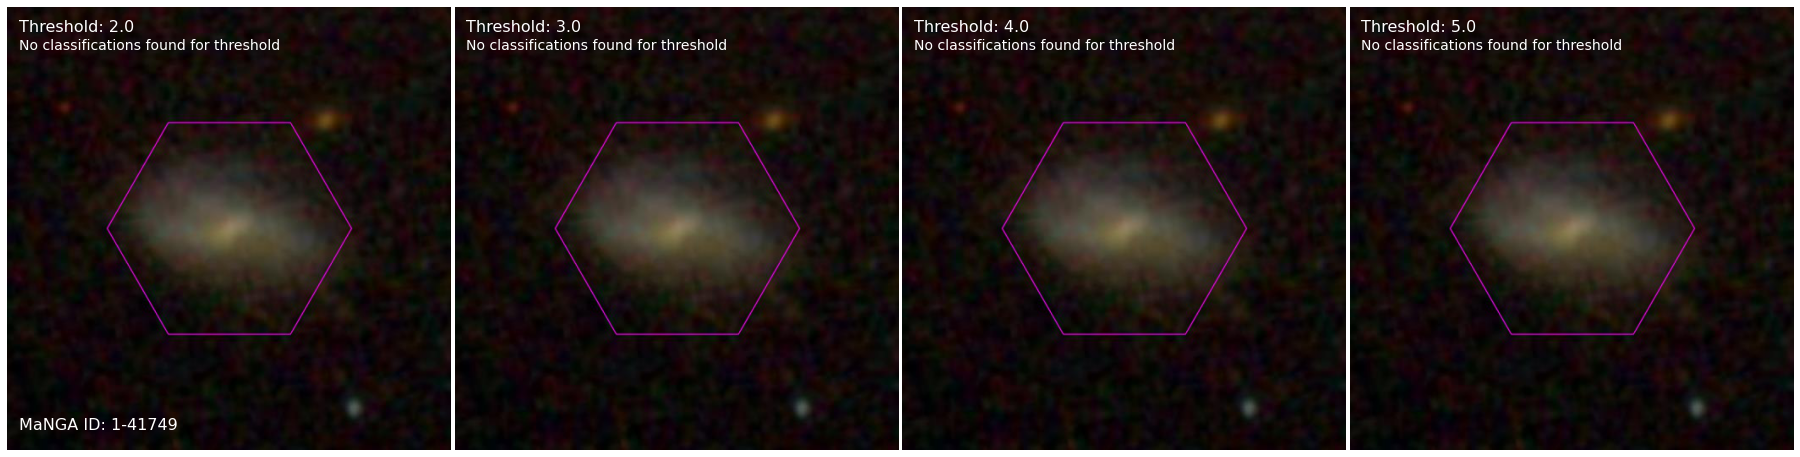 Threshold: 2.0
No classifications found for threshold
MaNGA ID: 1-41749
Threshold: 3.0
No classifications found for threshold
Threshold: 4.0
No classifications found for threshold
Threshold: 5.0
No classifications found for threshold